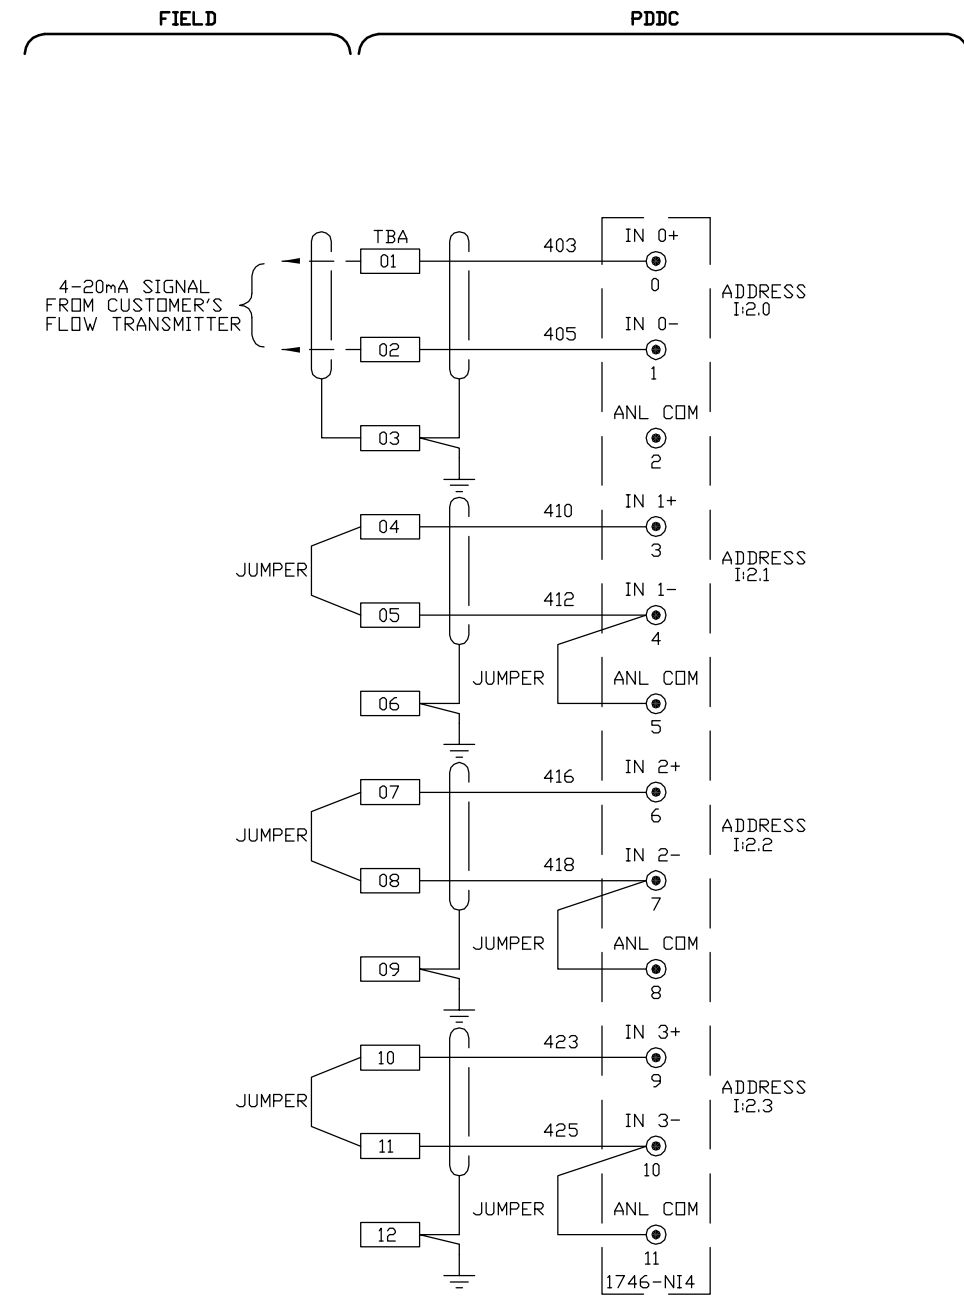 FIELD
PDDC
TBA
01
403
IN 0+
0
4-20mA SIGNAL
FROM CUSTOMER'S
FLOW TRANSMITTER
ADDRESS
I:2.0
02
405
IN 0-
1
03
ANL COM
2
04
410
IN 1+
3
JUMPER
ADDRESS
I:2.1
05
412
IN 1-
4
06
JUMPER
ANL COM
5
07
416
IN 2+
6
JUMPER
ADDRESS
I:2.2
08
418
IN 2-
7
09
JUMPER
ANL COM
8
10
423
IN 3+
9
JUMPER
ADDRESS
I:2.3
11
425
IN 3-
10
12
JUMPER
ANL COM
11
1746-NI4